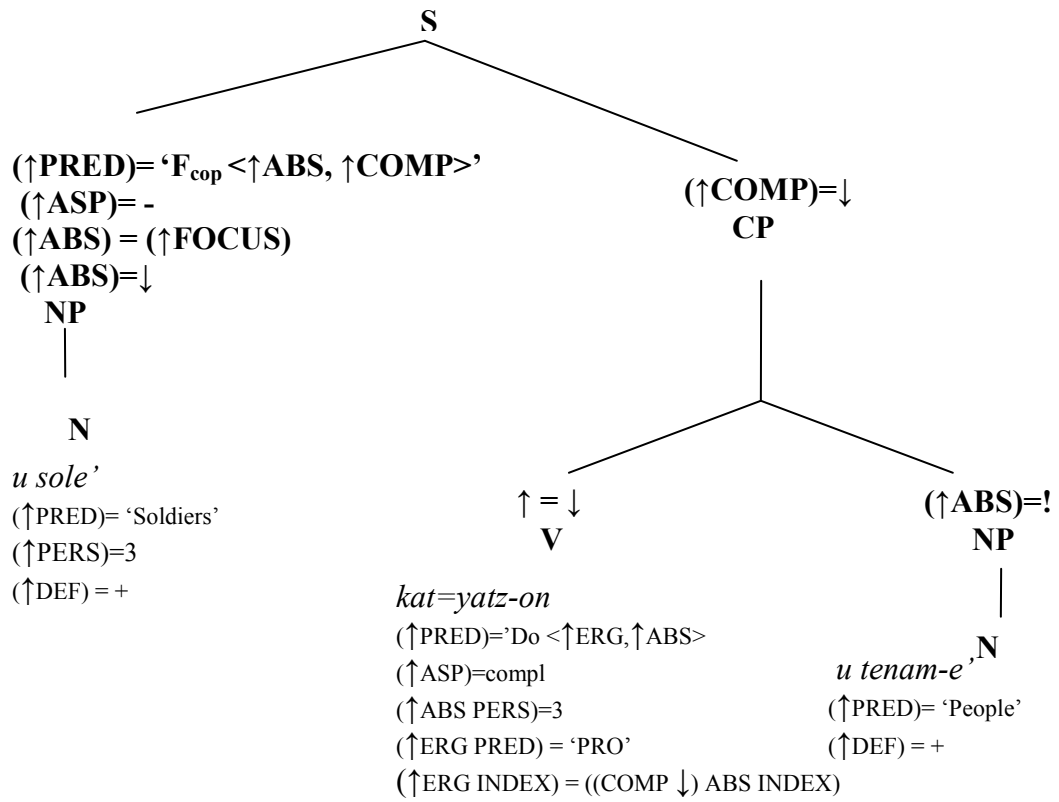 S
(↑PRED)= ‘Fcop <↑ABS, ↑COMP>’
(↑ASP)= -
(↑ABS) = (↑FOCUS)
(↑ABS)=↓
NP
(↑COMP)=↓
CP
N
u sole’
(↑PRED)= ‘Soldiers’
(↑PERS)=3
(↑DEF) = +
↑ = ↓
V
kat=yatz-on
(↑PRED)=’Do <↑ERG,↑ABS>
(↑ASP)=compl
(↑ABS PERS)=3
(↑ERG PRED) = ‘PRO’
(↑ERG INDEX) = ((COMP ↓) ABS INDEX)
(↑ABS)=!
NP
N
u tenam-e’
(↑PRED)= ‘People’
(↑DEF) = +